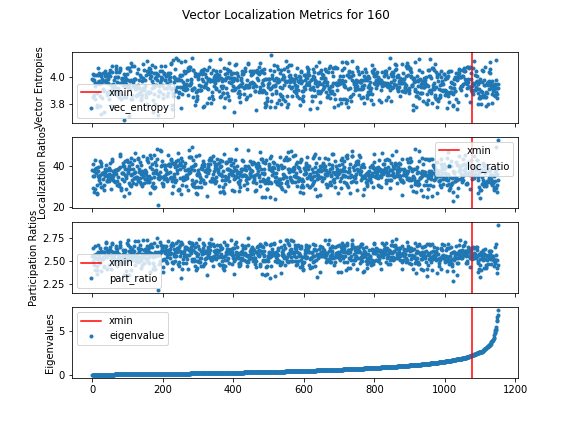 Vector Localization Metrics for 160
Vector Entropies
4.0
3.8
xmin
vec_entropy
Localization Ratios
40
20
xmin
loc_ratio
Participation Ratios
2.75
2.50
2.25
xmin
part_ratio
Eigenvalues
5
0
xmin
eigenvalue
0 200 400 600 800 1000 1200